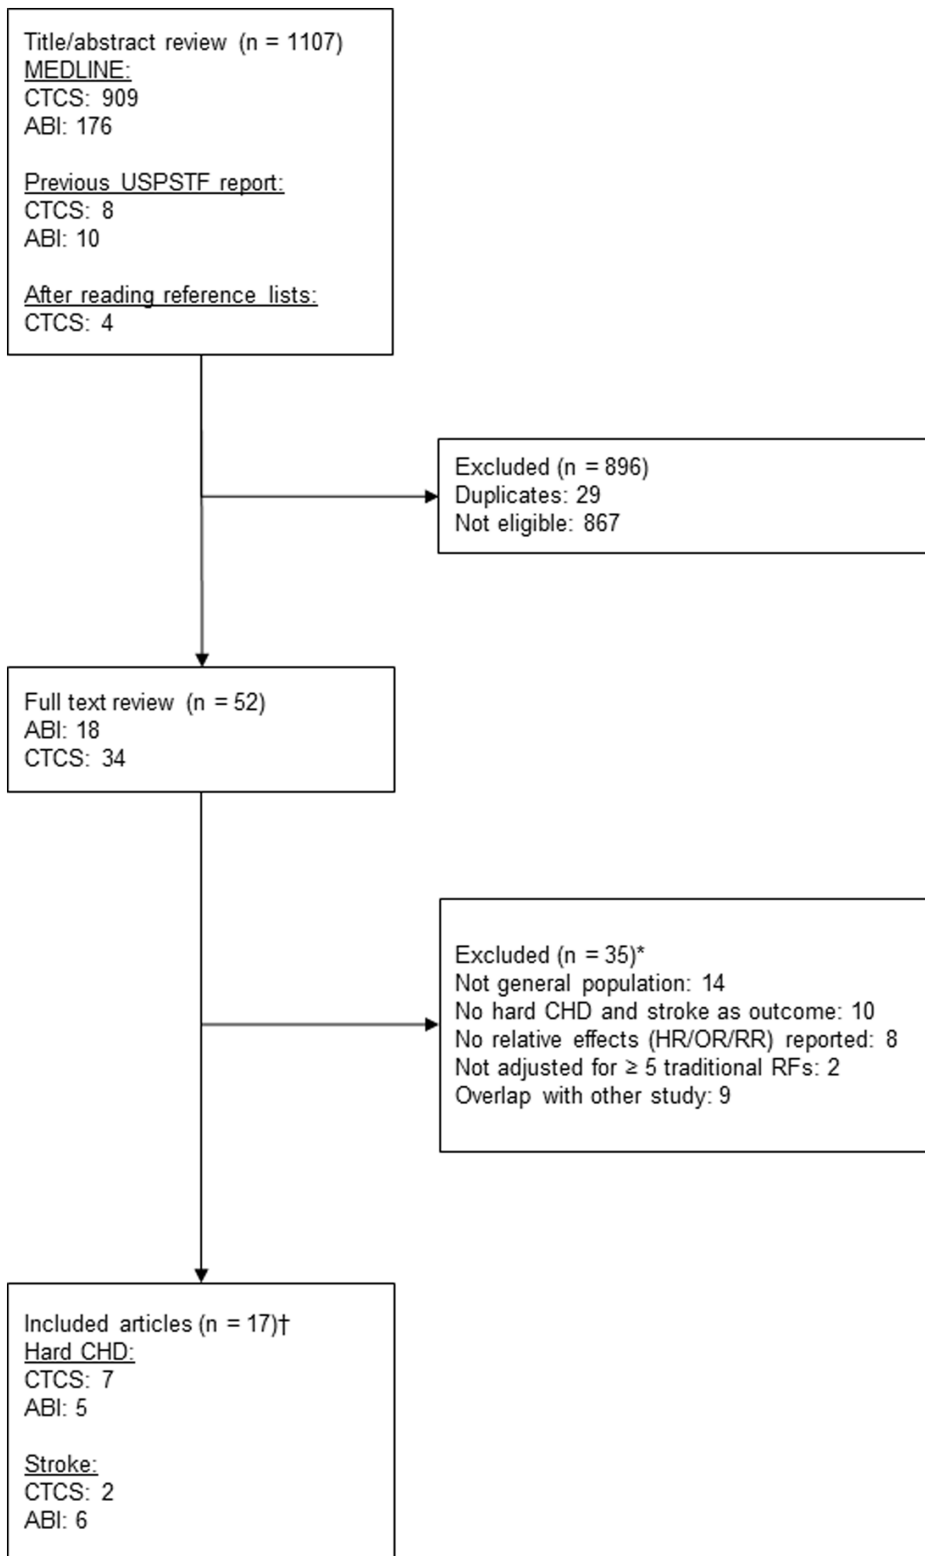 Title/abstract review (n = 1107)
MEDLINE:
CTCS: 909
ABI: 176
Previous USPSTF report:
CTCS: 8
ABI: 10
After reading reference lists:
CTCS: 4
Excluded (n = 896)
Duplicates: 29
Not eligible: 867
Full text review (n = 52)
ABI: 18
CTCS: 34
Excluded (n = 35)*
Not general population: 14
No hard CHD and stroke as outcome: 10
No relative effects (HR/OR/RR) reported: 8
Not adjusted for ≥ 5 traditional RFs: 2
Overlap with other study: 9
Included articles (n = 17)†
Hard CHD:
CTCS: 7
ABI: 5
Stroke:
CTCS: 2
ABI: 6